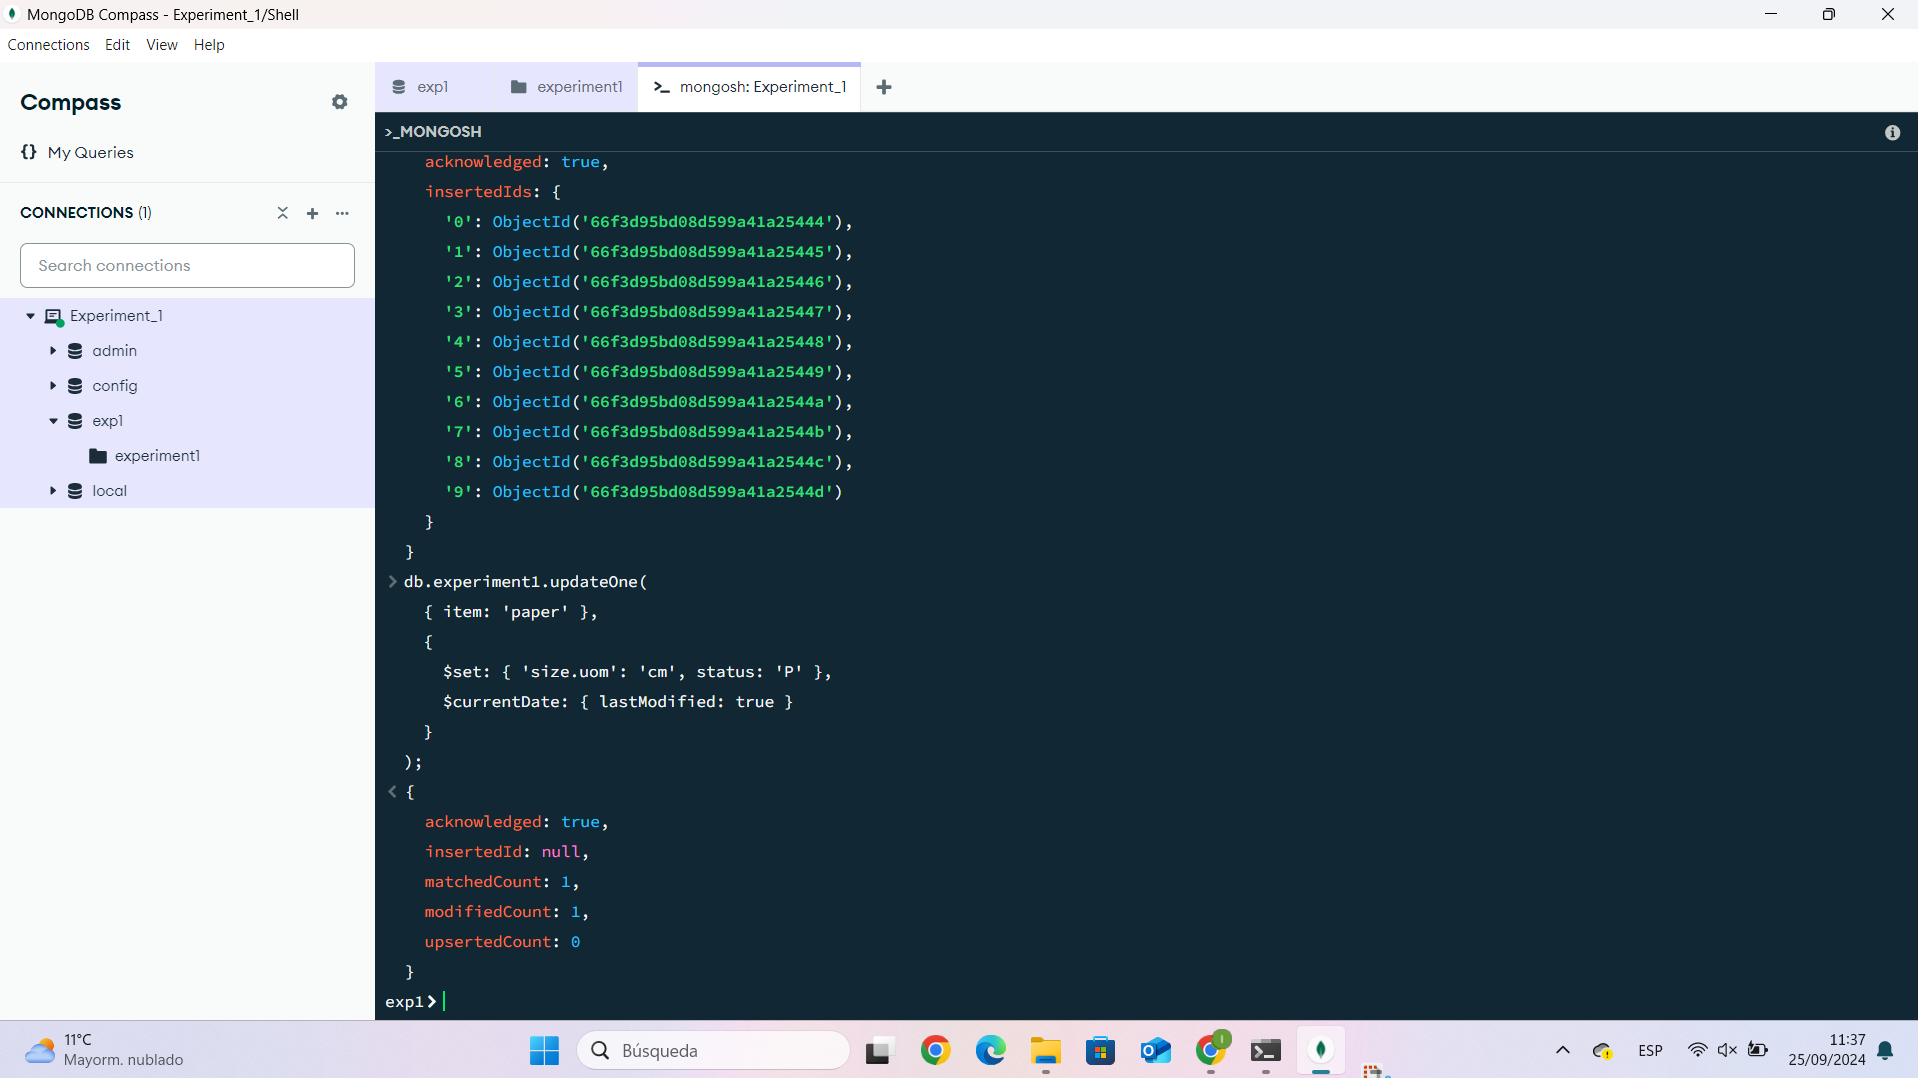 MongoDB Compass - Experiment_1/Shell
Connections Edit View Help
Compass
{} My Queries
CONNECTIONS (1)
Search connections
Experiment_1
admin
config
exp1
experiment1
local
exp1 experiment1 >_ mongosh: Experiment_1
>_MONGOSH
acknowledged: true,
insertedIds: {
'0': ObjectId('66f3d95bd08d599a41a25444'),
'1': ObjectId('66f3d95bd08d599a41a25445'),
'2': ObjectId('66f3d95bd08d599a41a25446'),
'3': ObjectId('66f3d95bd08d599a41a25447'),
'4': ObjectId('66f3d95bd08d599a41a25448'),
'5': ObjectId('66f3d95bd08d599a41a25449'),
'6': ObjectId('66f3d95bd08d599a41a2544a'),
'7': ObjectId('66f3d95bd08d599a41a2544b'),
'8': ObjectId('66f3d95bd08d599a41a2544c'),
'9': ObjectId('66f3d95bd08d599a41a2544d')
}
}
> db.experiment1.updateOne(
{ item: 'paper' },
{
$set: { 'size.uom': 'cm', status: 'P' },
$currentDate: { lastModified: true }
}
);
< {
acknowledged: true,
insertedId: null,
matchedCount: 1,
modifiedCount: 1,
upsertedCount: 0
}
exp1>
11°C
Mayorm. nublado
Búsqueda
ESP
11:37
25/09/2024